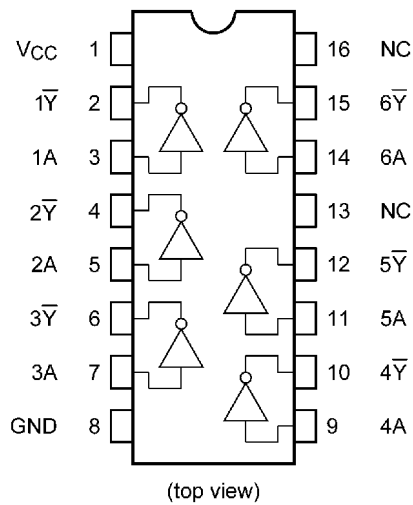 VCC 1 16 NC
1Y̅ 2 15 6Y̅
1A 3 14 6A
2Y̅ 4 13 NC
2A 5 12 5Y̅
3Y̅ 6 11 5A
3A 7 10 4Y̅
GND 8 9 4A
(top view)